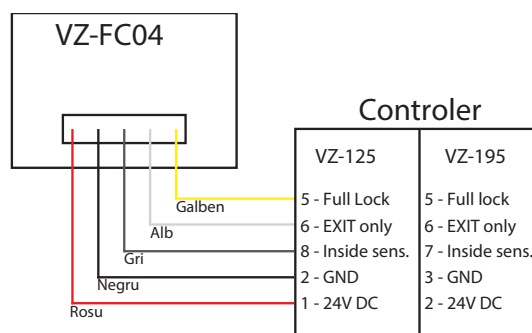 VZ-FC04
Controler
VZ-125 VZ-195
Galben 5 - Full Lock 5 - Full lock
Alb 6 - EXIT only 6 - EXIT only
Gri 8 - Inside sens. 7 - Inside sens.
Negru 2 - GND 3 - GND
Rosu 1 - 24V DC 2 - 24V DC